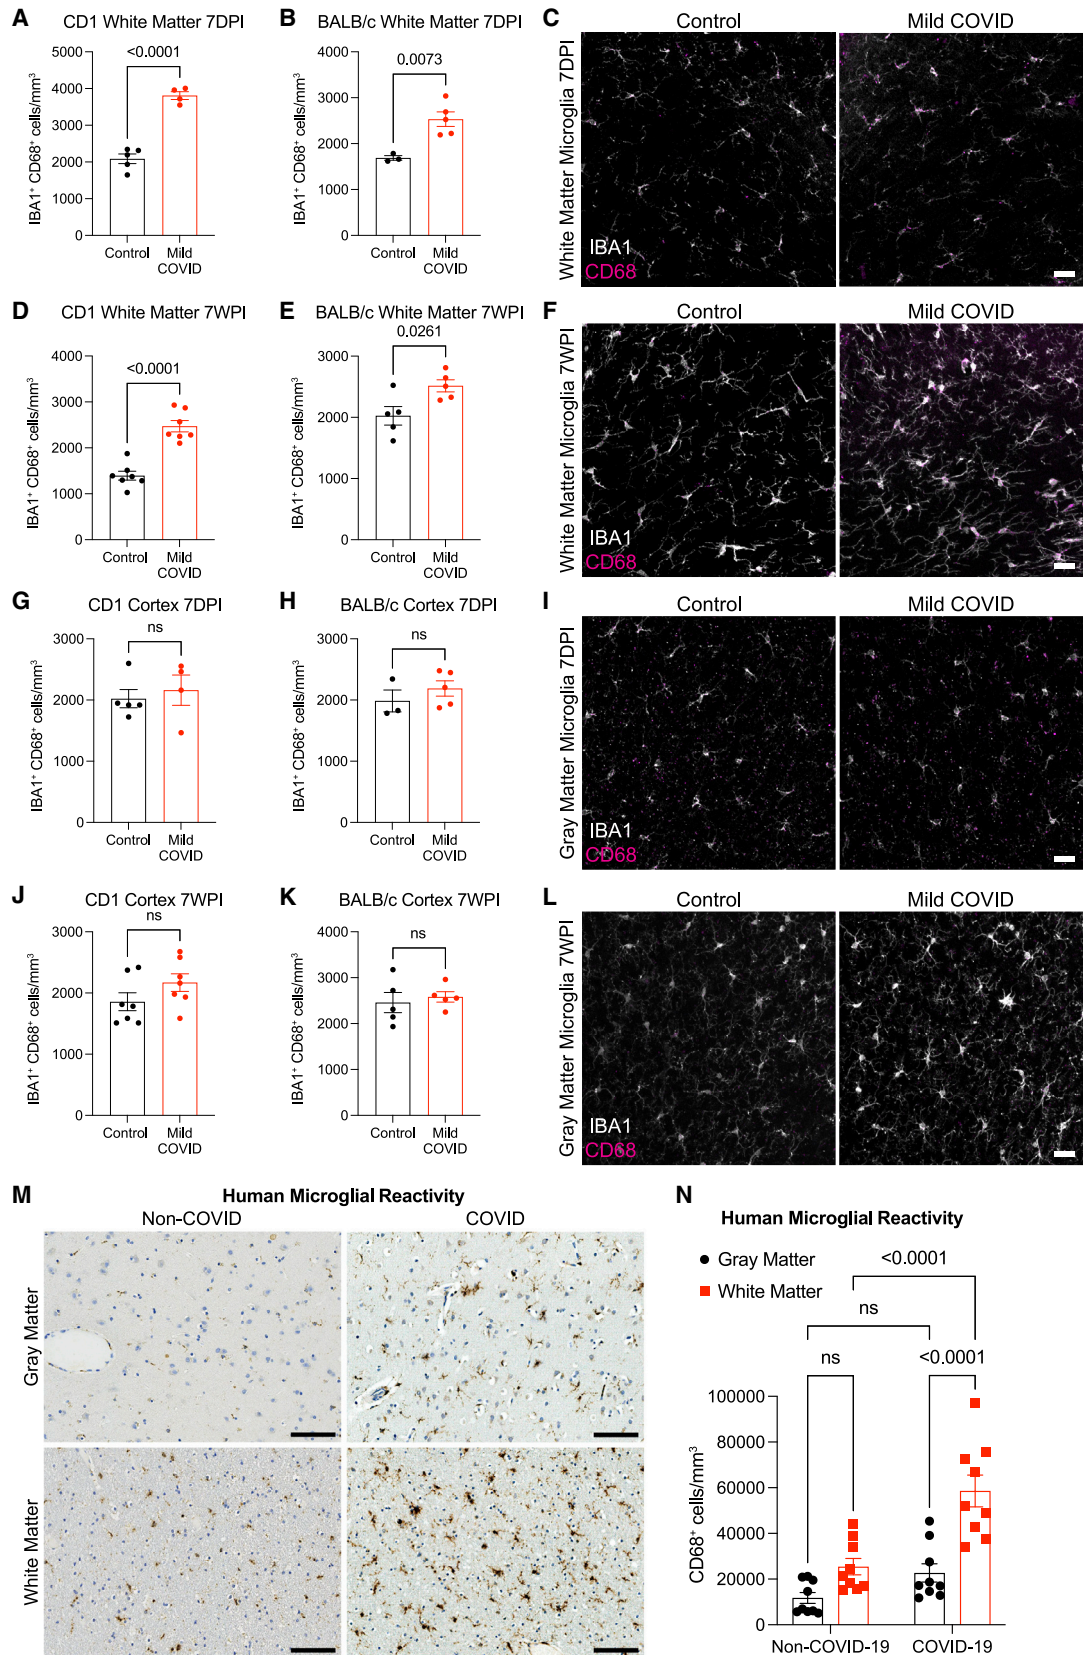 A
CD1 White Matter 7DPI
IBA1⁺ CD68⁺ cells/mm³
5000
4000
3000
2000
1000
0
<0.0001
Control
Mild
COVID
B
BALB/c White Matter 7DPI
IBA1⁺ CD68⁺ cells/mm³
4000
3000
2000
1000
0
0.0073
Control
Mild
COVID
C
Control
Mild COVID
White Matter Microglia 7DPI
IBA1
CD68
D
CD1 White Matter 7WPI
IBA1⁺ CD68⁺ cells/mm³
4000
3000
2000
1000
0
<0.0001
Control
Mild
COVID
E
BALB/c White Matter 7WPI
0.0261
IBA1⁺ CD68⁺ cells/mm³
3000
2000
1000
0
Control
Mild
COVID
F
Control
Mild COVID
White Matter Microglia 7WPI
IBA1
CD68
G
CD1 Cortex 7DPI
ns
IBA1⁺ CD68⁺ cells/mm³
3000
2000
1000
0
Control
Mild
COVID
H
BALB/c Cortex 7DPI
ns
IBA1⁺ CD68⁺ cells/mm³
3000
2000
1000
0
Control
Mild
COVID
I
Control
Mild COVID
Gray Matter Microglia 7DPI
IBA1
CD68
J
CD1 Cortex 7WPI
ns
IBA1⁺ CD68⁺ cells/mm³
3000
2000
1000
0
Control
Mild
COVID
K
BALB/c Cortex 7WPI
ns
IBA1⁺ CD68⁺ cells/mm³
4000
3000
2000
1000
0
Control
Mild
COVID
L
Control
Mild COVID
Gray Matter Microglia 7WPI
IBA1
CD68
M
Human Microglial Reactivity
Non-COVID
COVID
Gray Matter
White Matter
N
Human Microglial Reactivity
Gray Matter
White Matter
<0.0001
ns
ns
<0.0001
CD68⁺ cells/mm³
100000
80000
60000
40000
20000
0
Non-COVID-19
COVID-19